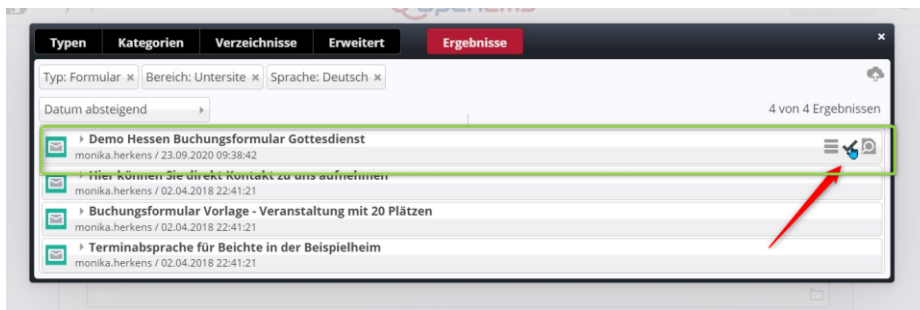 opencms
Typen Kategorien Verzeichnisse Erweitert Ergebnisse ×
Typ: Formular × Bereich: Untersite × Sprache: Deutsch ×
Datum absteigend 4 von 4 Ergebnissen
Demo Hessen Buchungsformular Gottesdienst
monika.herkens / 23.09.2020 09:38:42
Hier können Sie direkt Kontakt zu uns aufnehmen
monika.herkens / 02.04.2018 22:41:21
Buchungsformular Vorlage - Veranstaltung mit 20 Plätzen
monika.herkens / 02.04.2018 22:41:21
Terminabsprache für Beichte in der Beispielheim
monika.herkens / 02.04.2018 22:41:21